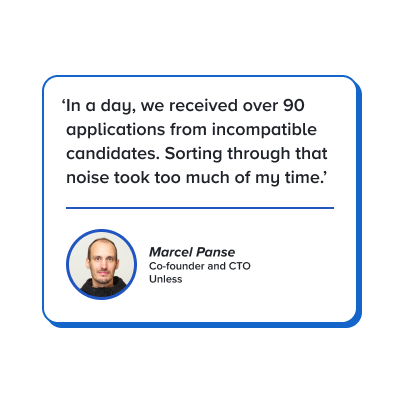 ‘In a day, we received over 90
applications from incompatible
candidates. Sorting through that
noise took too much of my time.’
Marcel Panse
Co-founder and CTO
Unless